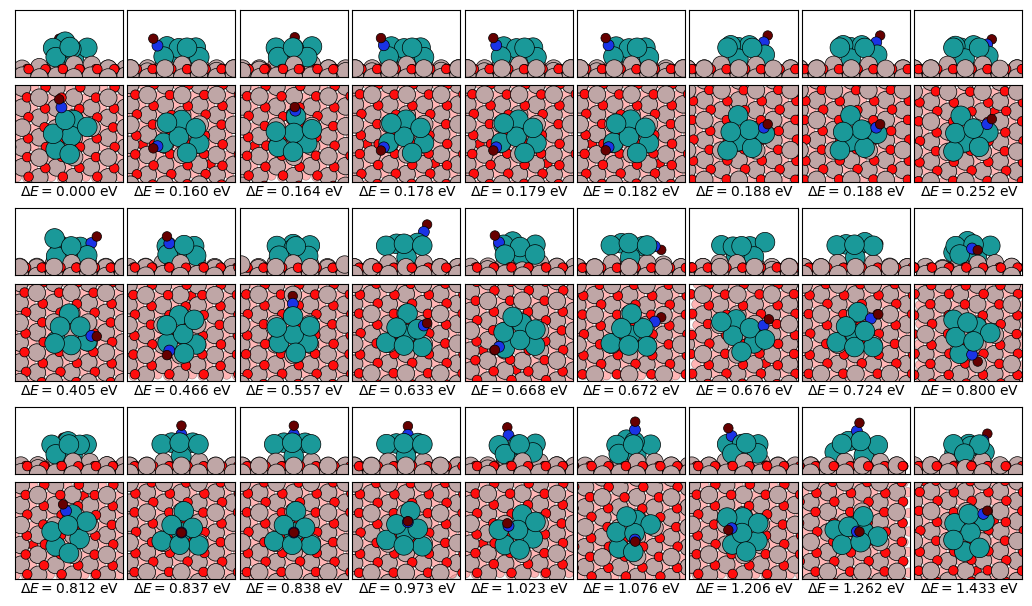 ΔE = 0.000 eV ΔE = 0.160 eV ΔE = 0.164 eV ΔE = 0.178 eV ΔE = 0.179 eV ΔE = 0.182 eV ΔE = 0.188 eV ΔE = 0.188 eV ΔE = 0.252 eV
ΔE = 0.405 eV ΔE = 0.466 eV ΔE = 0.557 eV ΔE = 0.633 eV ΔE = 0.668 eV ΔE = 0.672 eV ΔE = 0.676 eV ΔE = 0.724 eV ΔE = 0.800 eV
ΔE = 0.812 eV ΔE = 0.837 eV ΔE = 0.838 eV ΔE = 0.973 eV ΔE = 1.023 eV ΔE = 1.076 eV ΔE = 1.206 eV ΔE = 1.262 eV ΔE = 1.433 eV